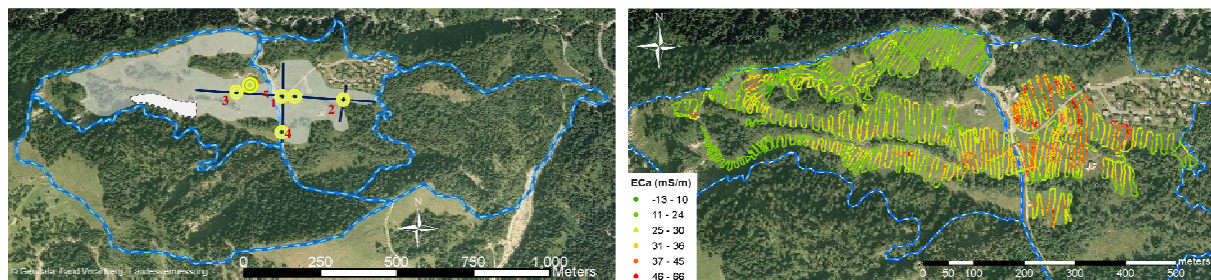 N
3
5
1
2
4
N
© Geodaten Land Vorarlberg, Landesvermessung
0 250 500 750 1,000
Meters
N
ECa (mS/m)
-13 - 10
11 - 24
25 - 30
31 - 36
37 - 45
46 - 66
meters
0 50 100 200 300 400 500